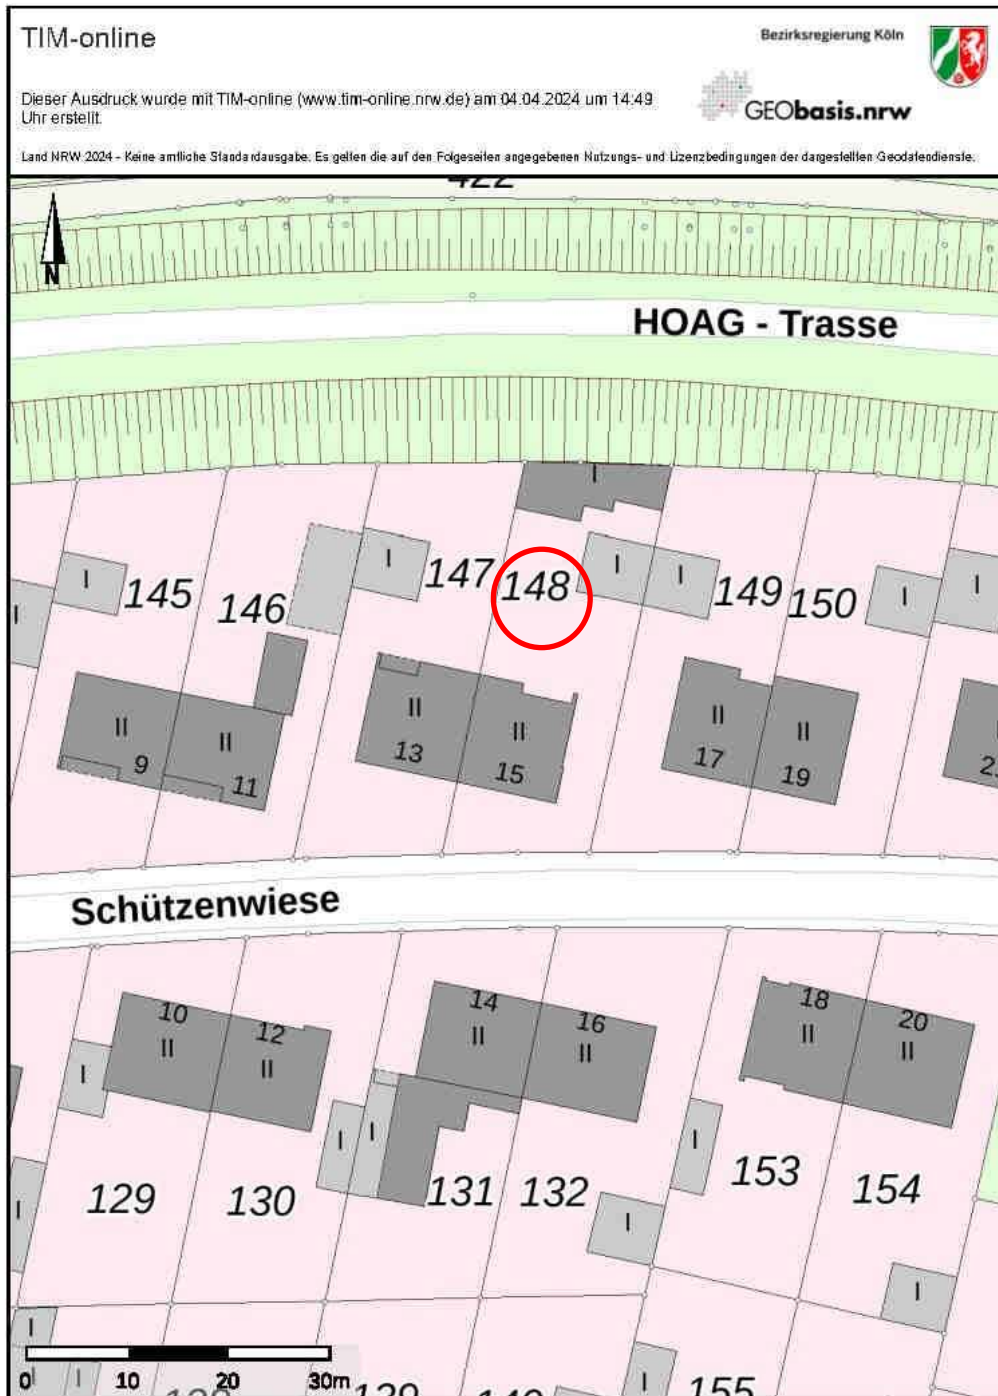 TIM-online
Bezirksregierung Köln
Dieser Ausdruck wurde mit TIM-online (www.tim-online.nrw.de) am 04.04.2024 um 14:49
Uhr erstellt.
GEObasis.nrw
Land NRW 2024 - Keine amtliche Standardausgabe. Es gelten die auf den Folgeseiten angegebenen Nutzungs- und Lizenzbedingungen der dargestellten Geodatendienste.
422
N
HOAG - Trasse
I
I I I I I I I
145 146 147 148 149 150
II II II II II II
9 11 13 15 17 19
Schützenwiese
10 12 14 16 18 20
II II II II II II
I I I I
129 130 131 132 153 154
I I I
I
0 10 20 30m
I I
139 155